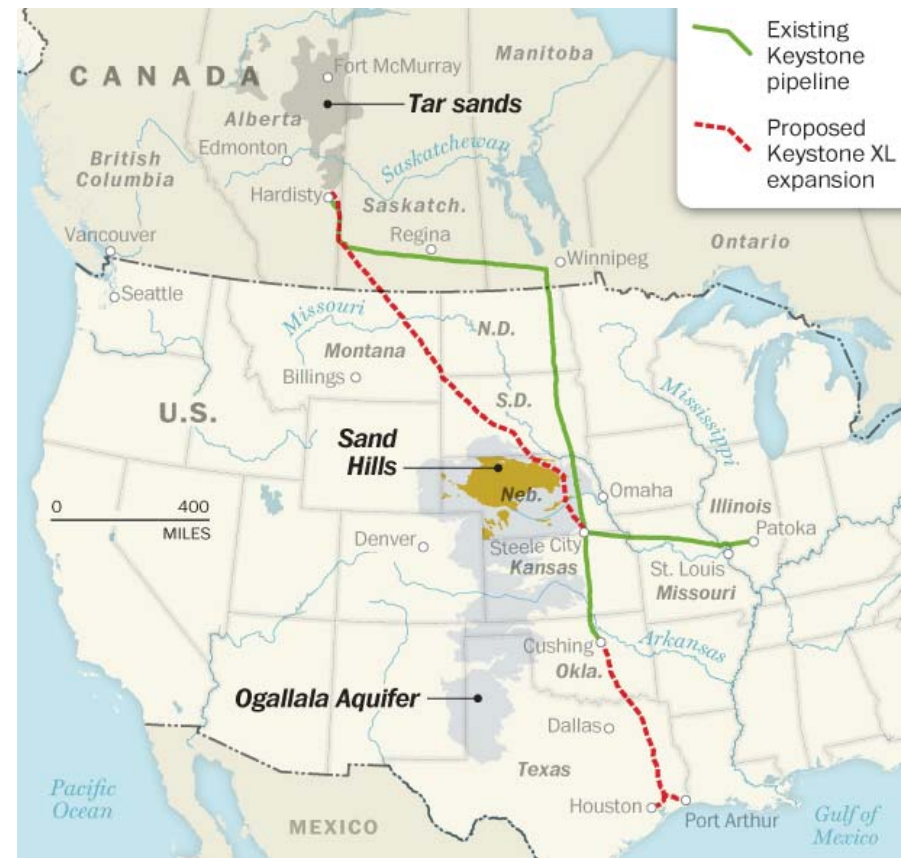 Existing
Keystone
pipeline
Proposed
Keystone XL
expansion
CANADA
Fort McMurray
Manitoba
Tar sands
Alberta
Edmonton
Saskatchewan
British
Columbia
Hardisty
Saskatch.
Regina
Vancouver
Winnipeg
Ontario
Seattle
Missouri
N.D.
Montana
Billings
Mississippi
U.S.
S.D.
Sand
Hills
Neb.
Omaha
0 400
MILES
Illinois
Patoka
Denver
Steele City
Kansas
St. Louis
Missouri
Cushing
Arkansas
Okla.
Ogallala Aquifer
Dallas
Texas
Pacific
Ocean
Houston
Port Arthur
Gulf of
Mexico
MEXICO